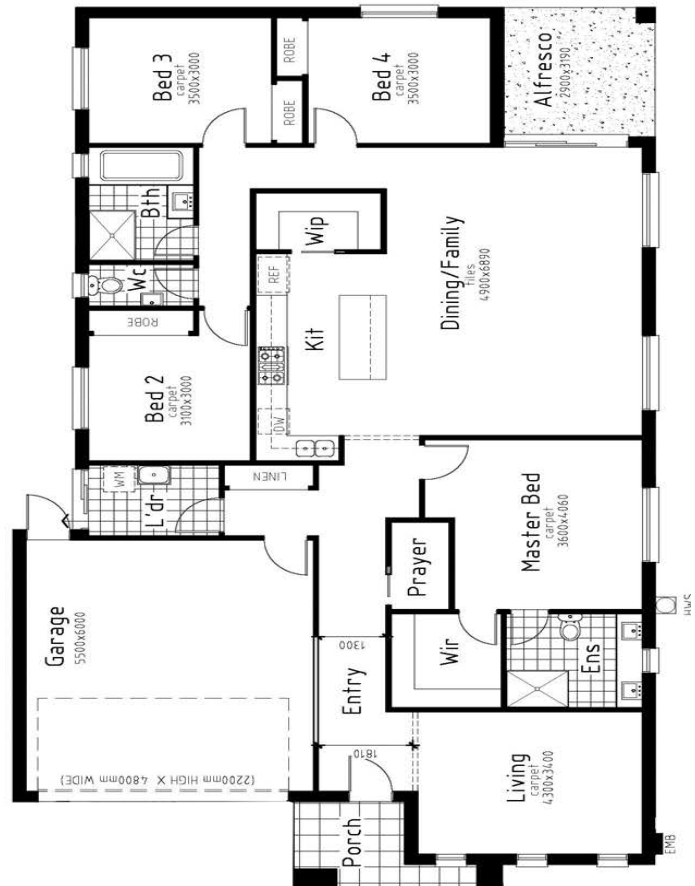 Bed 3
carpet
3500x3000
ROBE
ROBE
Bed 4
carpet
3500x3000
Alfresco
2900x3190
Bth
Wc
ROBE
Wip
REF
Kit
DW
Dining/Family
tiles
4900x6890
Bed 2
carpet
3100x3000
WM
L'dr
LINEN
Master Bed
carpet
3600x4060
Prayer
HWS
Garage
5500x6000
(2200mm HIGH X 4800mm WIDE)
1300
Entry
1810
Wir
Ens
Living
carpet
4300x3400
Porch
EMB